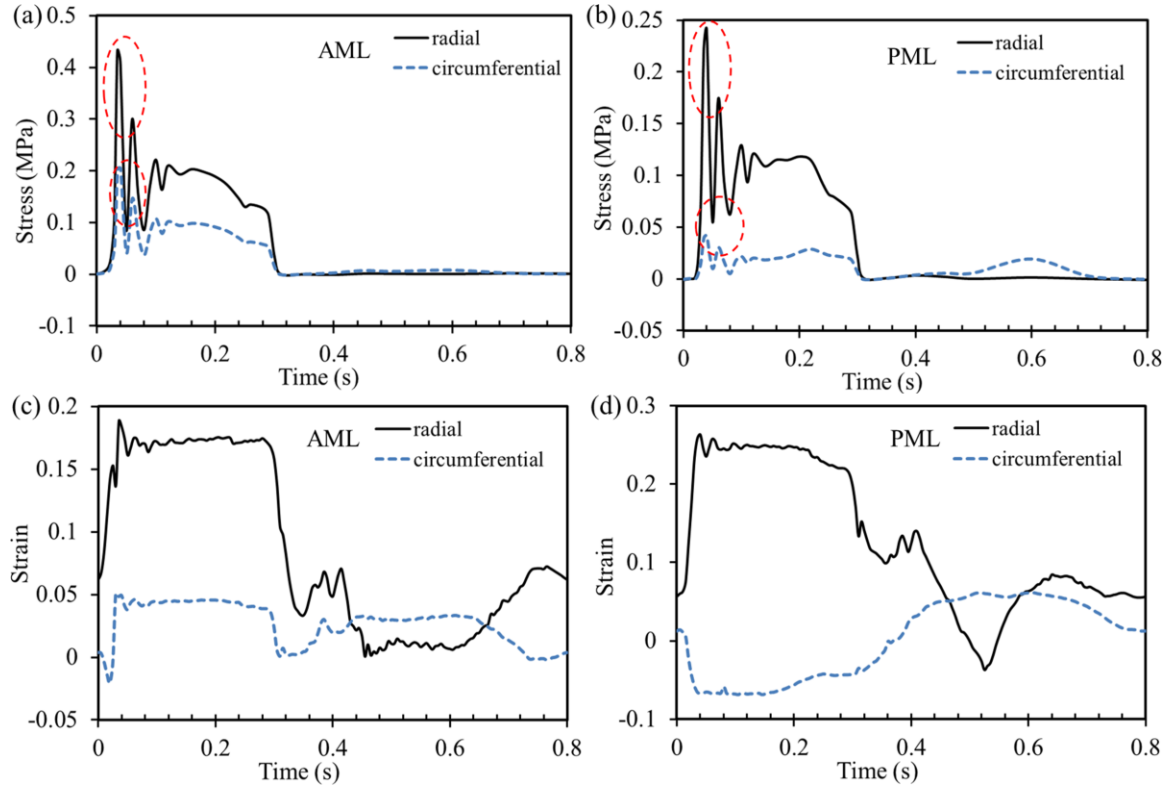 (a)
0.5
0.4
0.3
0.2
0.1
0
-0.1
Stress (MPa)
AML
radial
circumferential
0 0.2 0.4 0.6 0.8
Time (s)
(b)
0.25
0.2
0.15
0.1
0.05
0
-0.05
Stress (MPa)
PML
radial
circumferential
0 0.2 0.4 0.6 0.8
Time (s)
(c)
0.2
0.15
0.1
0.05
0
-0.05
Strain
AML
radial
circumferential
0 0.2 0.4 0.6 0.8
Time (s)
(d)
0.3
0.2
0.1
0
-0.1
Strain
PML
radial
circumferential
0 0.2 0.4 0.6 0.8
Time (s)